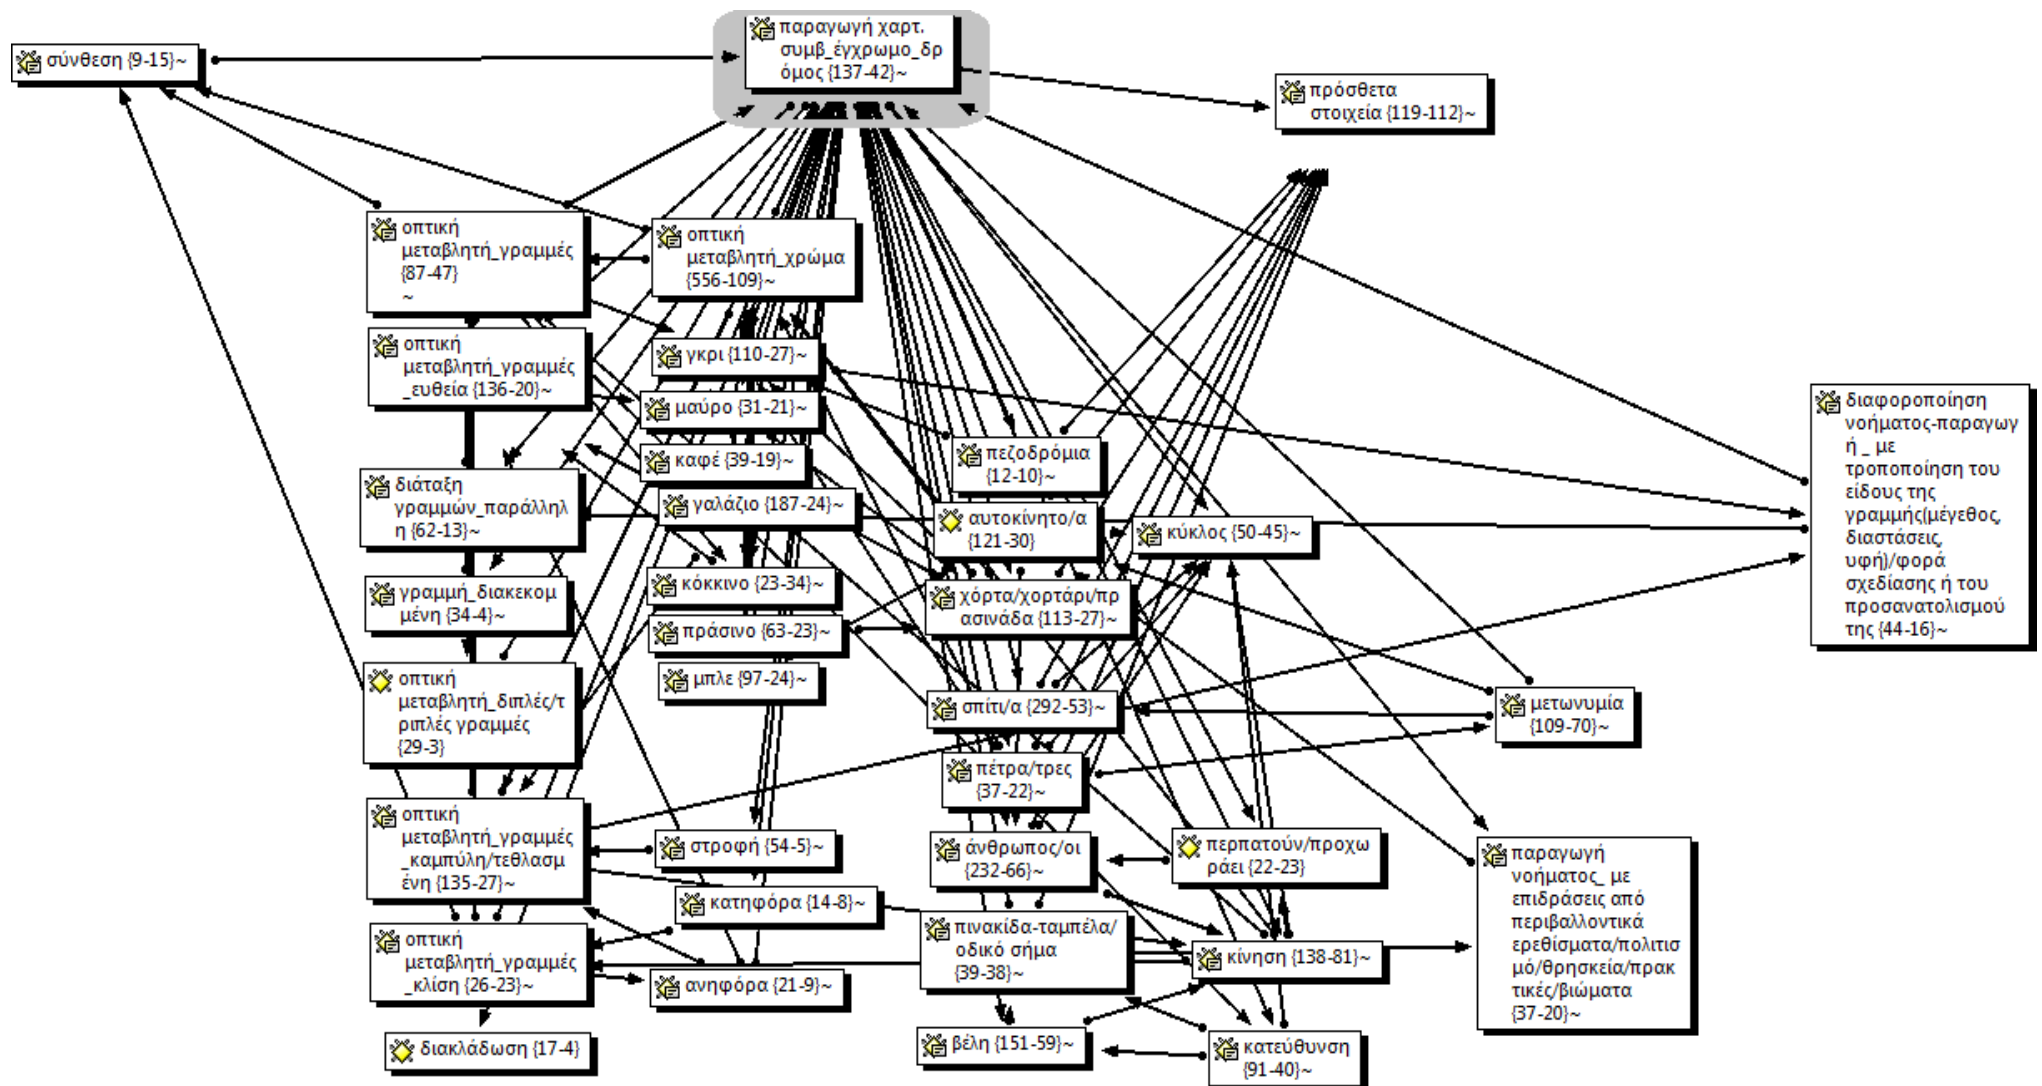 παραγωγή χαρτ.
συμβ_έγχρωμο_δρ
όμος {137-42}~
σύνθεση {9-15}~
πρόσθετα
στοιχεία {119-112}~
οπτική
μεταβλητή_γραμμές
{87-47}
~
οπτική
μεταβλητή_χρώμα
{556-109}~
οπτική
μεταβλητή_γραμμές
_ευθεία {136-20}~
γκρι {110-27}~
μαύρο {31-21}~
καφέ {39-19}~
γαλάζιο {187-24}~
κόκκινο {23-34}~
πράσινο {63-23}~
μπλε {97-24}~
διάταξη
γραμμών_παράλληλ
η {62-13}~
γραμμή_διακεκομ
μένη {34-4}~
οπτική
μεταβλητή_διπλές/τ
ριπλές γραμμές
{29-3}
οπτική
μεταβλητή_γραμμές
_καμπύλη/τεθλασμ
ένη {135-27}~
οπτική
μεταβλητή_γραμμές
_κλίση {26-23}~
διακλάδωση {17-4}
στροφή {54-5}~
κατηφόρα {14-8}~
ανηφόρα {21-9}~
πεζοδρόμια
{12-10}~
αυτοκίνητο/α
{121-30}
κύκλος {50-45}~
χόρτα/χορτάρι/πρ
ασινάδα {113-27}~
σπίτι/α {292-53}~
πέτρα/τρες
{37-22}~
άνθρωπος/οι
{232-66}~
περπατούν/προχω
ράει {22-23}
πινακίδα-ταμπέλα/
οδικό σήμα
{39-38}~
κίνηση {138-81}~
βέλη {151-59}~
κατεύθυνση
{91-40}~
διαφοροποίηση
νοήματος-παραγωγ
ή _ με
τροποποίηση του
είδους της
γραμμής(μέγεθος,
διαστάσεις,
υφή)/φορά
σχεδίασης ή του
προσανατολισμού
της {44-16}~
μετωνυμία
{109-70}~
παραγωγή
νοήματος_ με
επιδράσεις από
περιβαλλοντικά
ερεθίσματα/πολιτισ
μό/θρησκεία/πρακ
τικές/βιώματα
{37-20}~